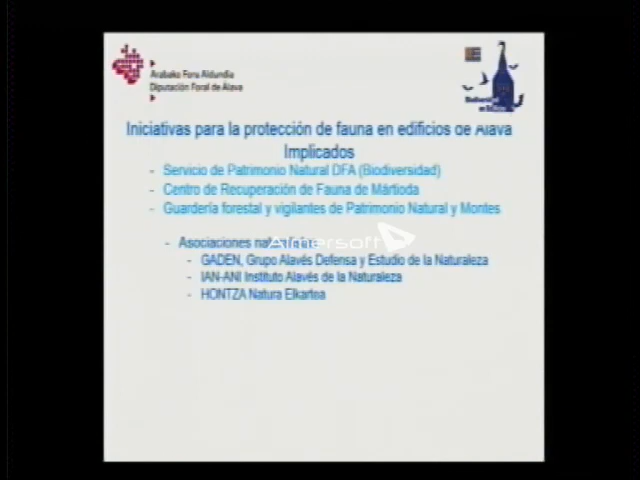 Arabako Foru Aldundia
Diputación Foral de Álava
Iniciativas para la protección de fauna en edificios de Álava
Implicados
- Servicio de Patrimonio Natural DFA (Biodiversidad)
- Centro de Recuperación de Fauna de Mártioda
- Guardería forestal y vigilantes de Patrimonio Natural y Montes
- Asociaciones
Aimersoft
- GADEN, Grupo Alavés Defensa y Estudio de la Naturaleza
- IAN-ANI Instituto Alavés de la Naturaleza
- HONTZA Natura Elkartea